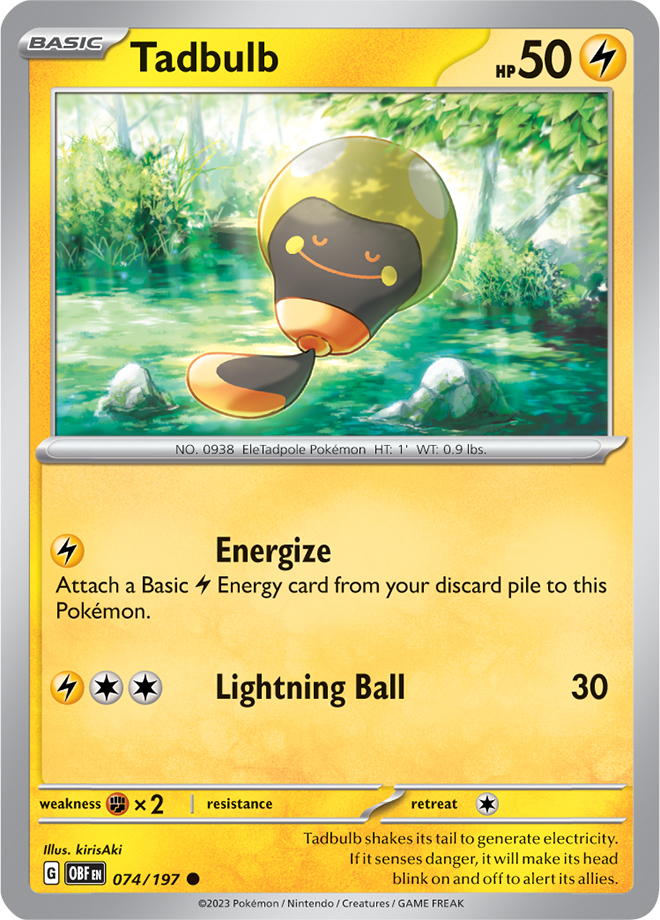 BASIC
Tadbulb
HP 50
NO. 0938 EleTadpole Pokémon HT: 1' WT: 0.9 lbs.
Energize
Attach a Basic Energy card from your discard pile to this
Pokémon.
Lightning Ball 30
weakness ×2 resistance retreat
Tadbulb shakes its tail to generate electricity.
If it senses danger, it will make its head
blink on and off to alert its allies.
Illus. kirisAki
G OBF EN 074/197
©2023 Pokémon / Nintendo / Creatures / GAME FREAK